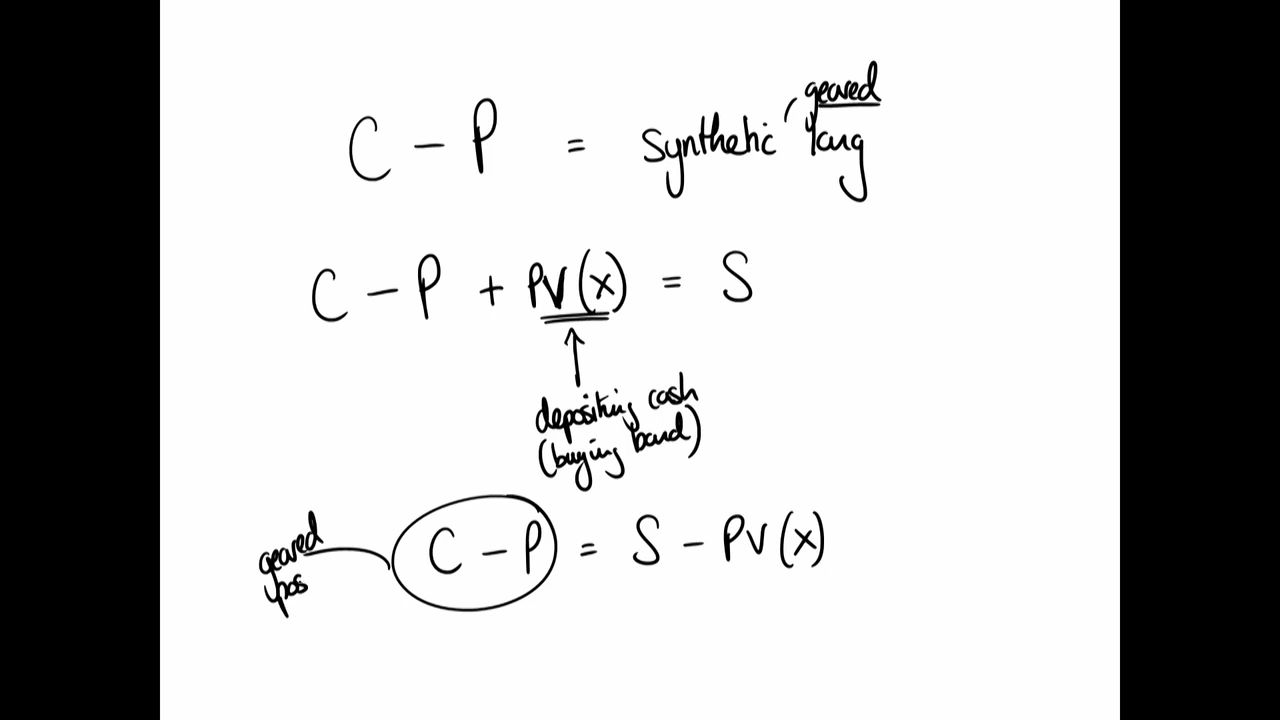 C - P = Synthetic geared long
C - P + PV(x) = S
depositing cash
(buying bond)
geared
pos
C - P = S - PV(x)